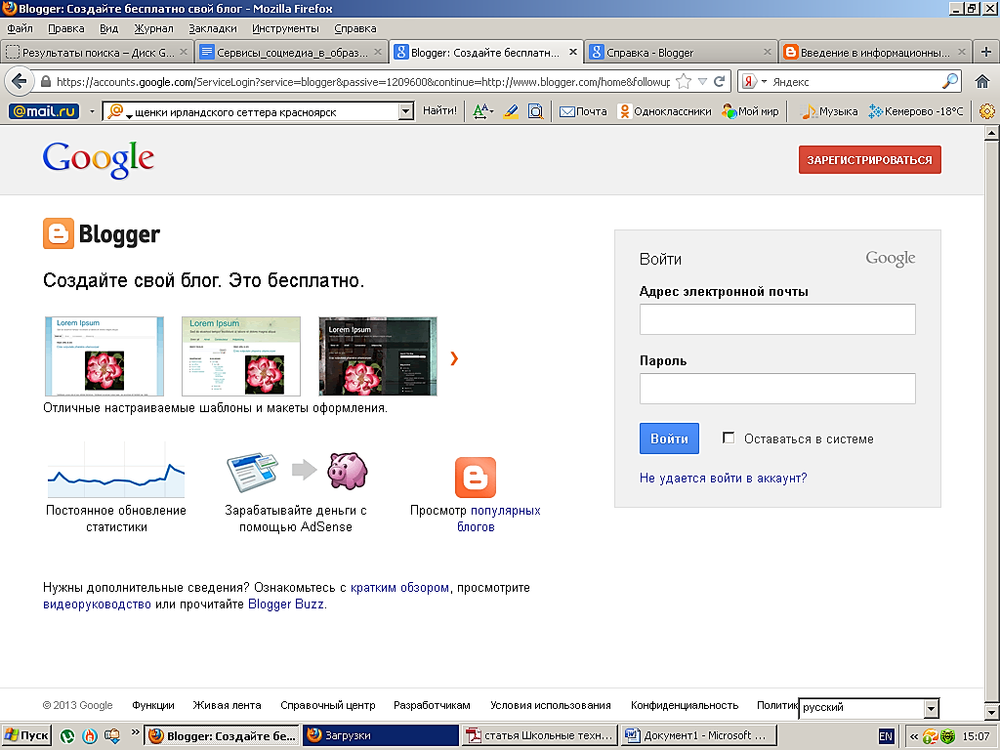 Blogger: Создайте бесплатно свой блог - Mozilla Firefox
Файл Правка Вид Журнал Закладки Инструменты Справка
Результаты поиска – Диск G... Сервисы_соцмедиа_в_образ... Blogger: Создайте бесплатн... Справка - Blogger Введение в информационны...
https://accounts.google.com/ServiceLogin?service=blogger&passive=1209600&continue=http://www.blogger.com/home&followup Яндекс
@mail.ru щенки ирландского сеттера красноярск Найти! Почта Одноклассники Мой мир Музыка Кемерово -18°C
Google ЗАРЕГИСТРИРОВАТЬСЯ
Blogger
Создайте свой блог. Это бесплатно.
Lorem Ipsum Lorem Ipsum Lorem Ipsum
Отличные настраиваемые шаблоны и макеты оформления.
Постоянное обновление
статистики
Зарабатывайте деньги с
помощью AdSense
Просмотр популярных
блогов
Нужны дополнительные сведения? Ознакомьтесь с кратким обзором, просмотрите
видеоруководство или прочитайте Blogger Buzz.
Войти Google
Адрес электронной почты
Пароль
Войти Оставаться в системе
Не удается войти в аккаунт?
© 2013 Google Функции Живая лента Справочный центр Разработчикам Условия использования Конфиденциальность Политик русский
Пуск Blogger: Создайте бе... Загрузки статья Школьные техн... Документ1 - Microsoft ... EN 15:07